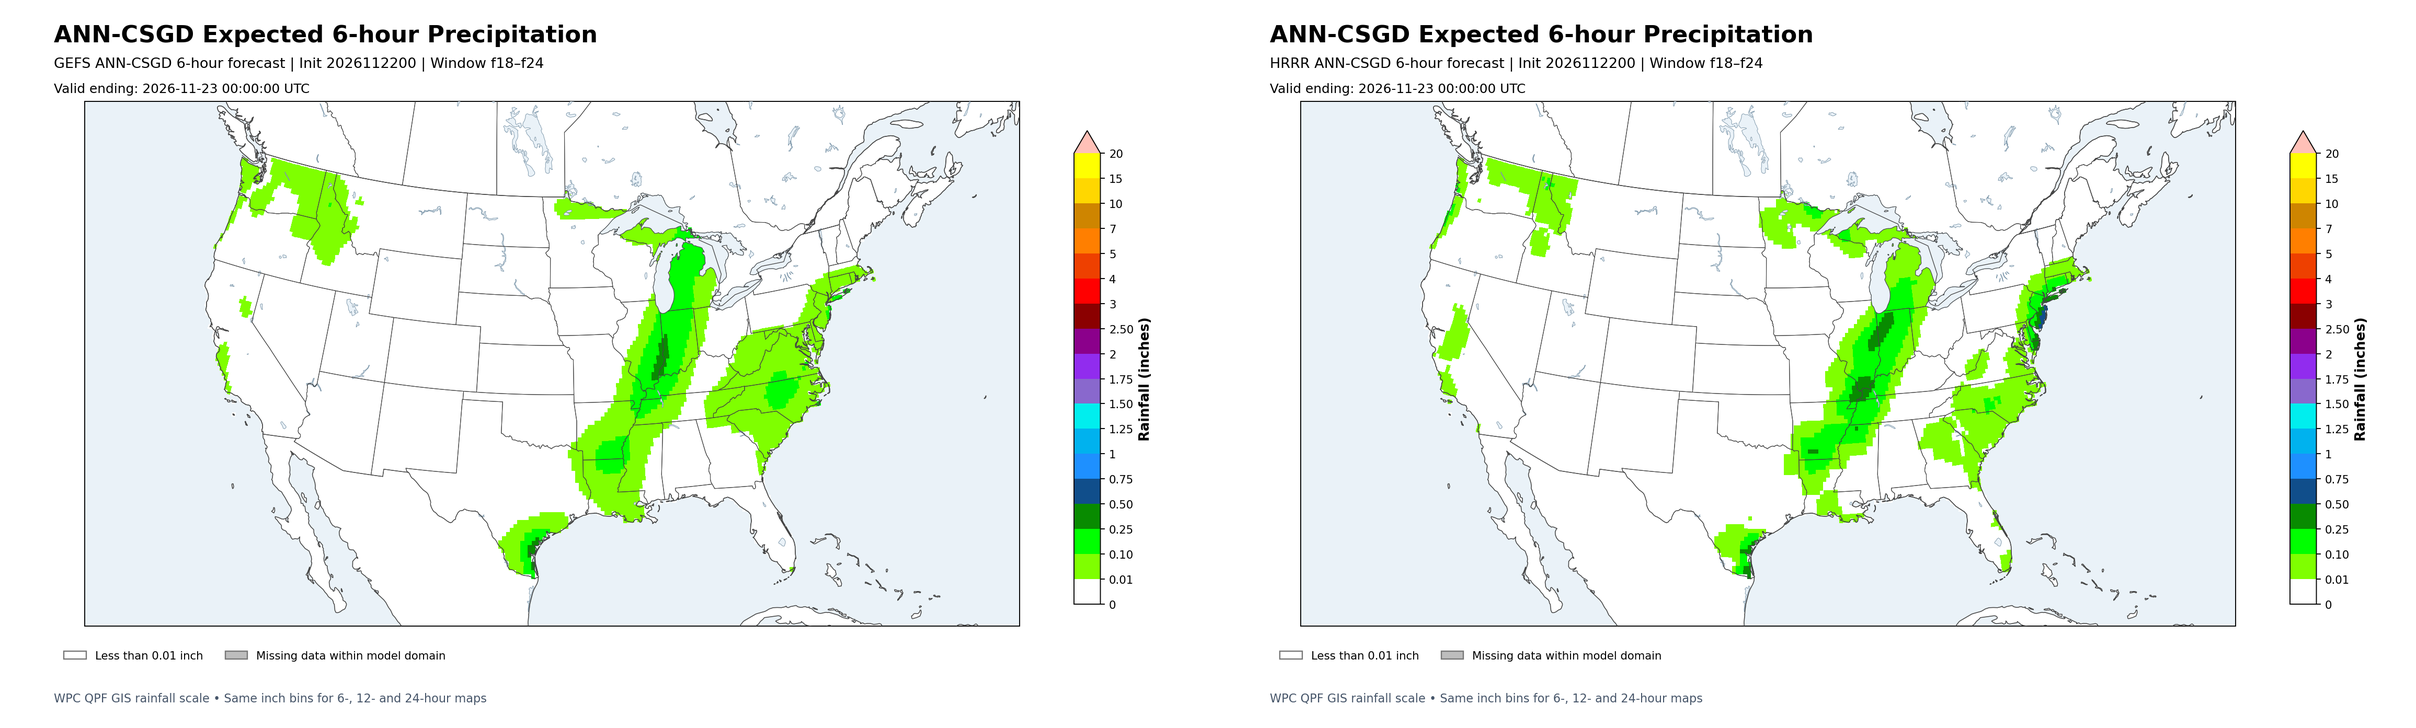 ANN-CSGD Expected 6-hour Precipitation
GEFS ANN-CSGD 6-hour forecast | Init 2026112200 | Window f18–f24
Valid ending: 2026-11-23 00:00:00 UTC
20
15
10
7
5
4
3
2.50
2
1.75
1.50
1.25
1
0.75
0.50
0.25
0.10
0.01
0
Rainfall (inches)
Less than 0.01 inch
Missing data within model domain
WPC QPF GIS rainfall scale • Same inch bins for 6-, 12- and 24-hour maps
ANN-CSGD Expected 6-hour Precipitation
HRRR ANN-CSGD 6-hour forecast | Init 2026112200 | Window f18–f24
Valid ending: 2026-11-23 00:00:00 UTC
20
15
10
7
5
4
3
2.50
2
1.75
1.50
1.25
1
0.75
0.50
0.25
0.10
0.01
0
Rainfall (inches)
Less than 0.01 inch
Missing data within model domain
WPC QPF GIS rainfall scale • Same inch bins for 6-, 12- and 24-hour maps